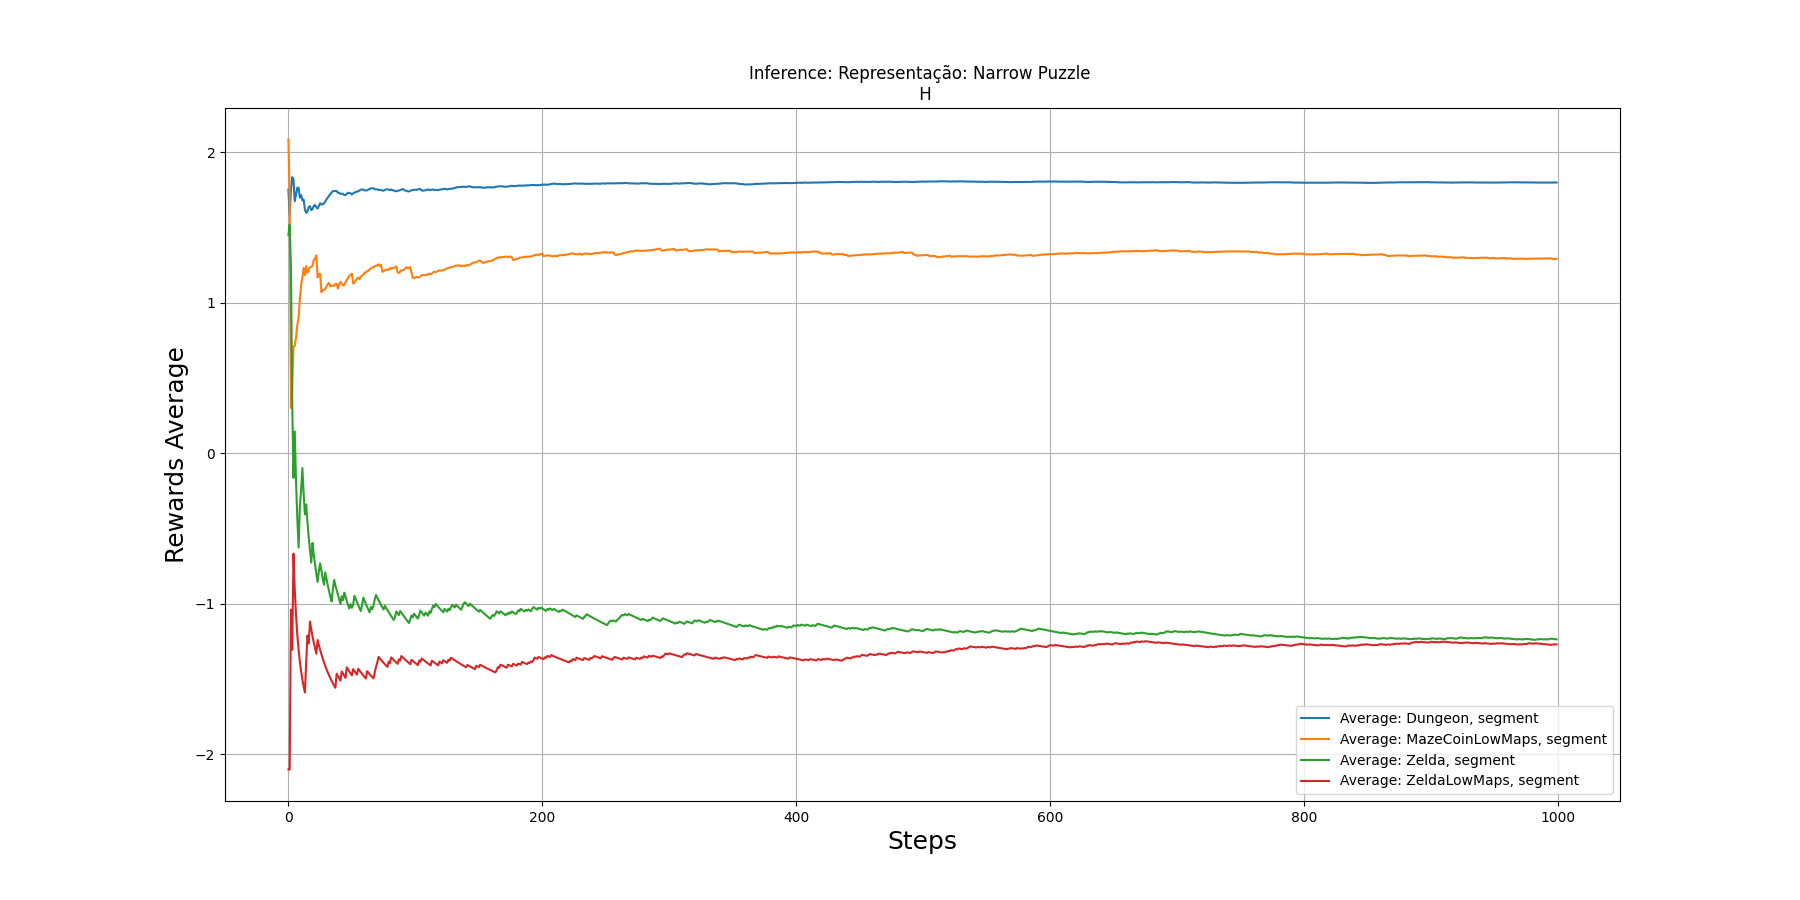 Inference: Representação: Narrow Puzzle
H
Rewards Average
2
1
0
−1
−2
0 200 400 600 800 1000
Steps
Average: Dungeon, segment
Average: MazeCoinLowMaps, segment
Average: Zelda, segment
Average: ZeldaLowMaps, segment